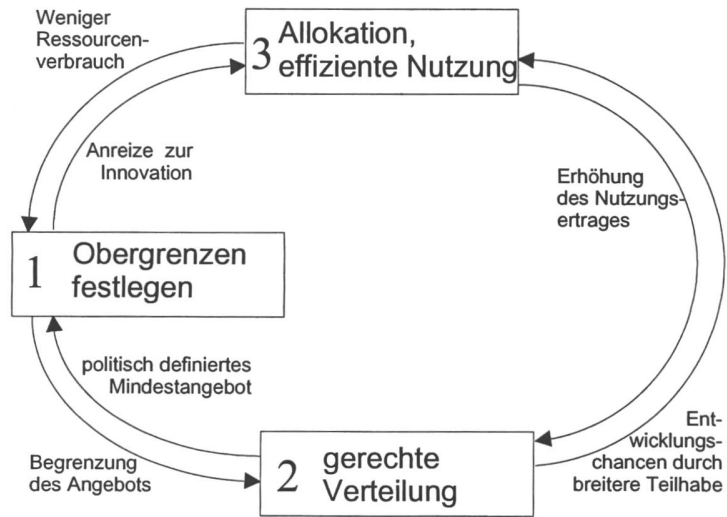 Weniger
Ressourcen-
verbrauch
3 Allokation,
effiziente Nutzung
Anreize zur
Innovation
Erhöhung
des Nutzungs-
ertrages
1 Obergrenzen
festlegen
politisch definiertes
Mindestangebot
Begrenzung
des Angebots
2 gerechte
Verteilung
Ent-
wicklungs-
chancen durch
breitere Teilhabe